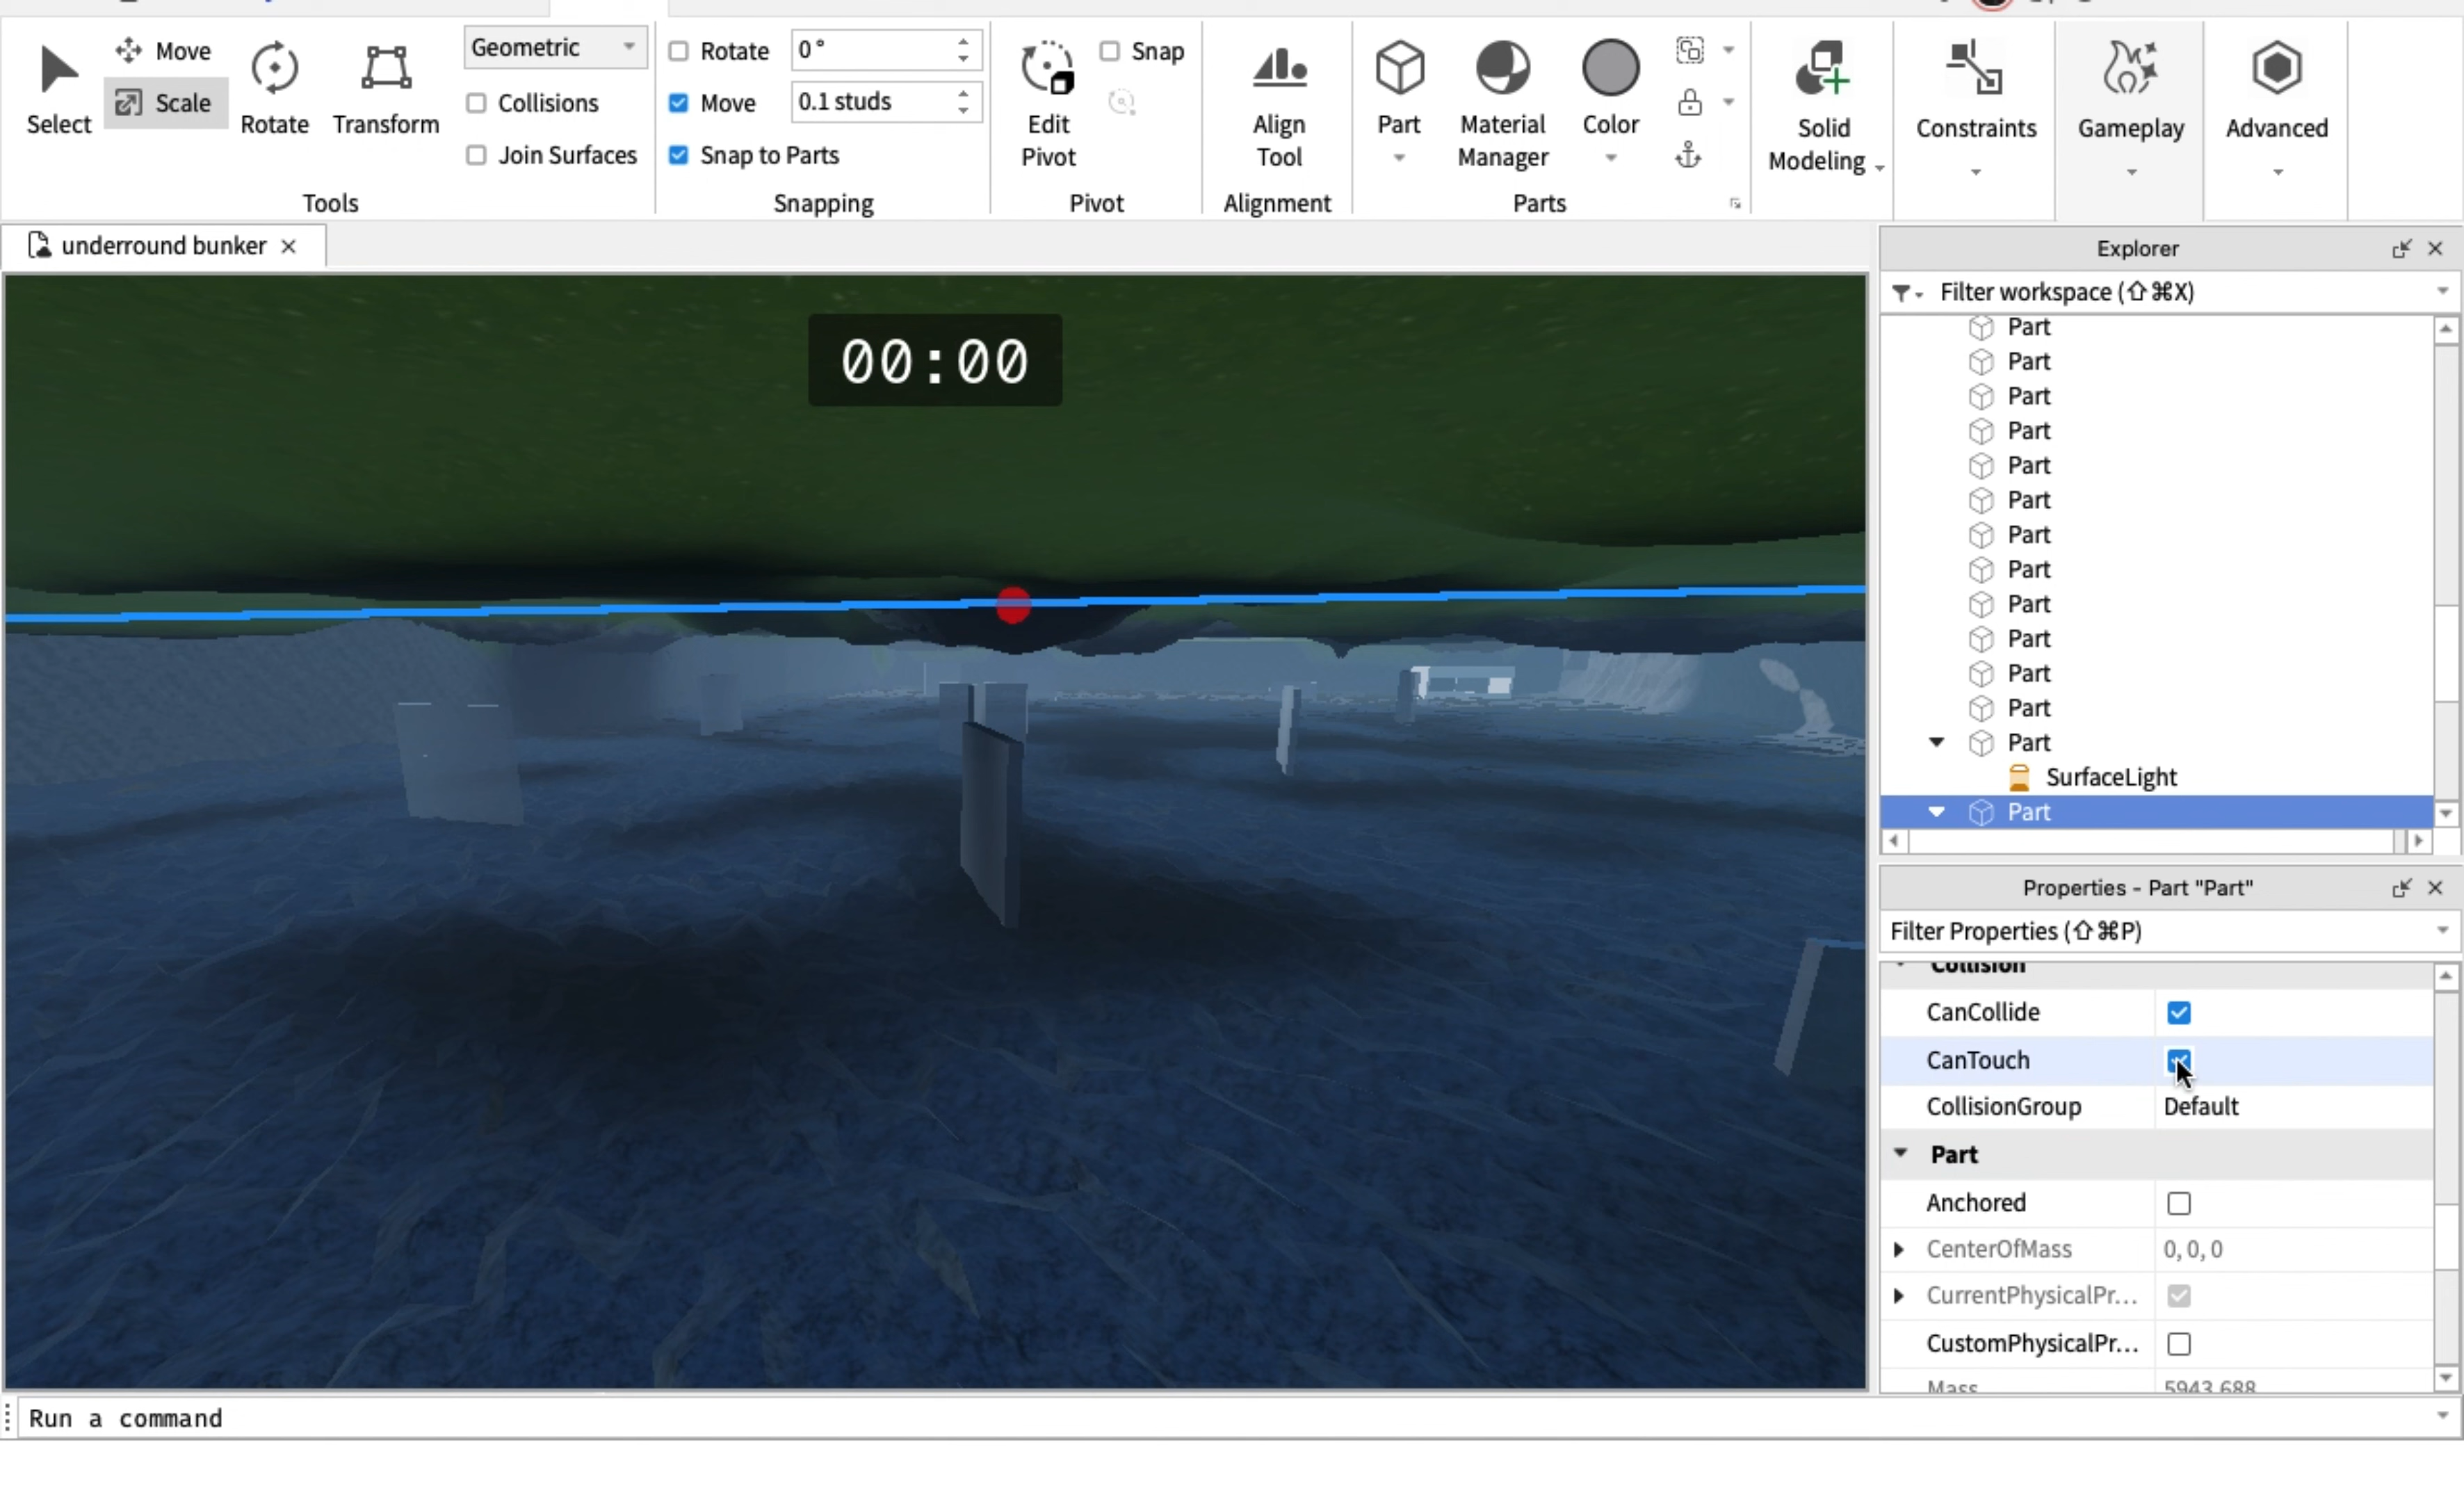 Select
Move
Scale
Rotate
Transform
Geometric
Collisions
Join Surfaces
Tools
Rotate 0°
Move 0.1 studs
Snap to Parts
Snapping
Edit
Pivot
Snap
Pivot
Align
Tool
Alignment
Part
Material
Manager
Color
Parts
Solid
Modeling
Constraints
Gameplay
Advanced
underround bunker
00:00
Explorer
Filter workspace (⇧⌘X)
Part
Part
Part
Part
Part
Part
Part
Part
Part
Part
Part
Part
Part
SurfaceLight
Part
Properties - Part "Part"
Filter Properties (⇧⌘P)
Collision
CanCollide
CanTouch
CollisionGroup Default
Part
Anchored
CenterOfMass 0, 0, 0
CurrentPhysicalPr...
CustomPhysicalPr...
Mass 5943.688
Run a command